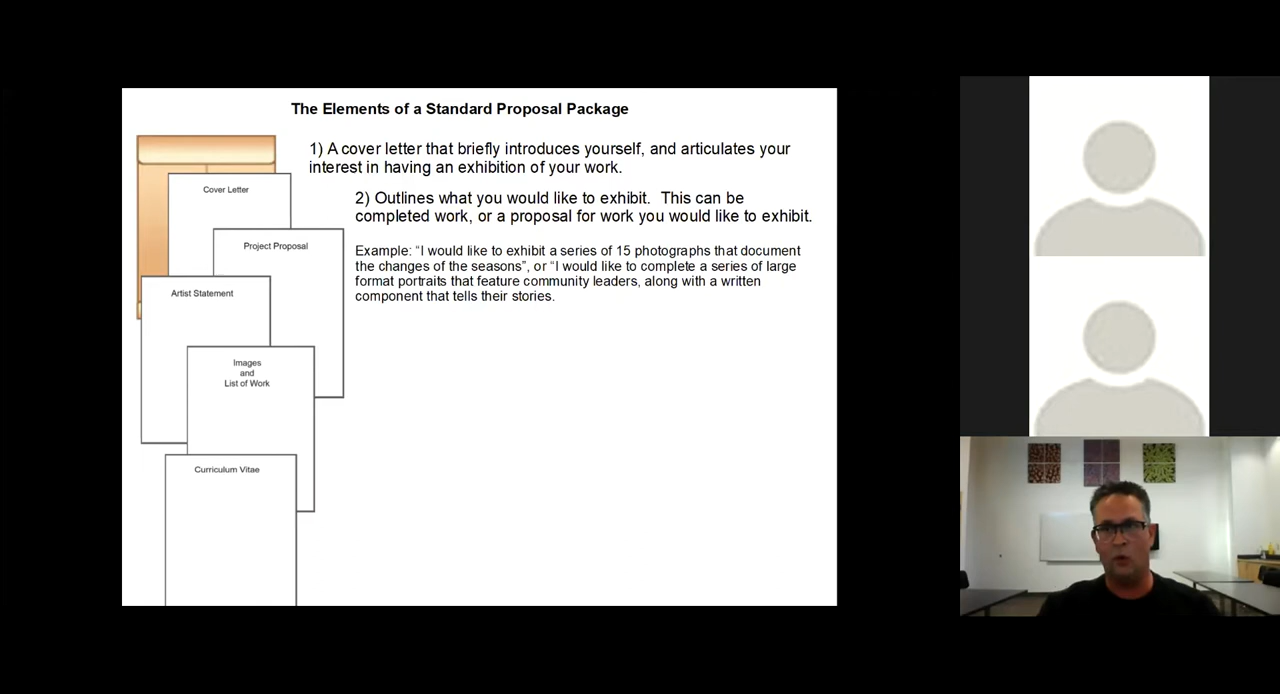 The Elements of a Standard Proposal Package
1) A cover letter that briefly introduces yourself, and articulates your
interest in having an exhibition of your work.
Cover Letter
2) Outlines what you would like to exhibit.  This can be
completed work, or a proposal for work you would like to exhibit.
Project Proposal
Example: “I would like to exhibit a series of 15 photographs that document
the changes of the seasons”, or “I would like to complete a series of large
format portraits that feature community leaders, along with a written
component that tells their stories.
Artist Statement
Images
and
List of Work
Curriculum Vitae